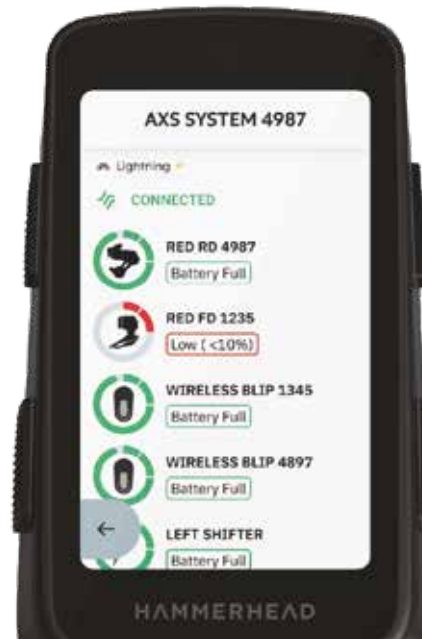 AXS SYSTEM 4987
Lightning
CONNECTED
RED RD 4987
Battery Full
RED FD 1235
Low ( <10%)
WIRELESS BLIP 1345
Battery Full
WIRELESS BLIP 4897
Battery Full
LEFT SHIFTER
Battery Full
HAMMERHEAD